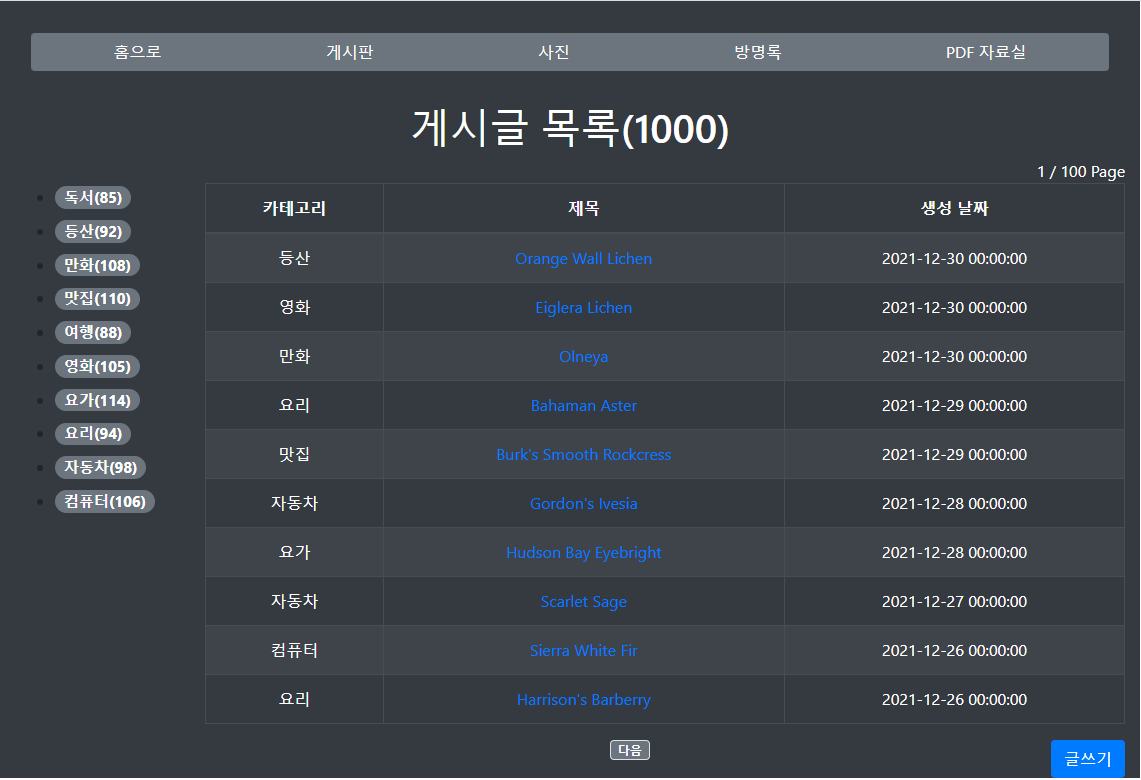 홈으로 게시판 사진 방명록 PDF 자료실
게시글 목록(1000)
1 / 100 Page
독서(85)
등산(92)
만화(108)
맛집(110)
여행(88)
영화(105)
요가(114)
요리(94)
자동차(98)
컴퓨터(106)
카테고리 제목 생성 날짜
등산 Orange Wall Lichen 2021-12-30 00:00:00
영화 Eiglera Lichen 2021-12-30 00:00:00
만화 Olneya 2021-12-30 00:00:00
요리 Bahaman Aster 2021-12-29 00:00:00
맛집 Burk's Smooth Rockcress 2021-12-29 00:00:00
자동차 Gordon's Ivesia 2021-12-28 00:00:00
요가 Hudson Bay Eyebright 2021-12-28 00:00:00
자동차 Scarlet Sage 2021-12-27 00:00:00
컴퓨터 Sierra White Fir 2021-12-26 00:00:00
요리 Harrison's Barberry 2021-12-26 00:00:00
다음
글쓰기